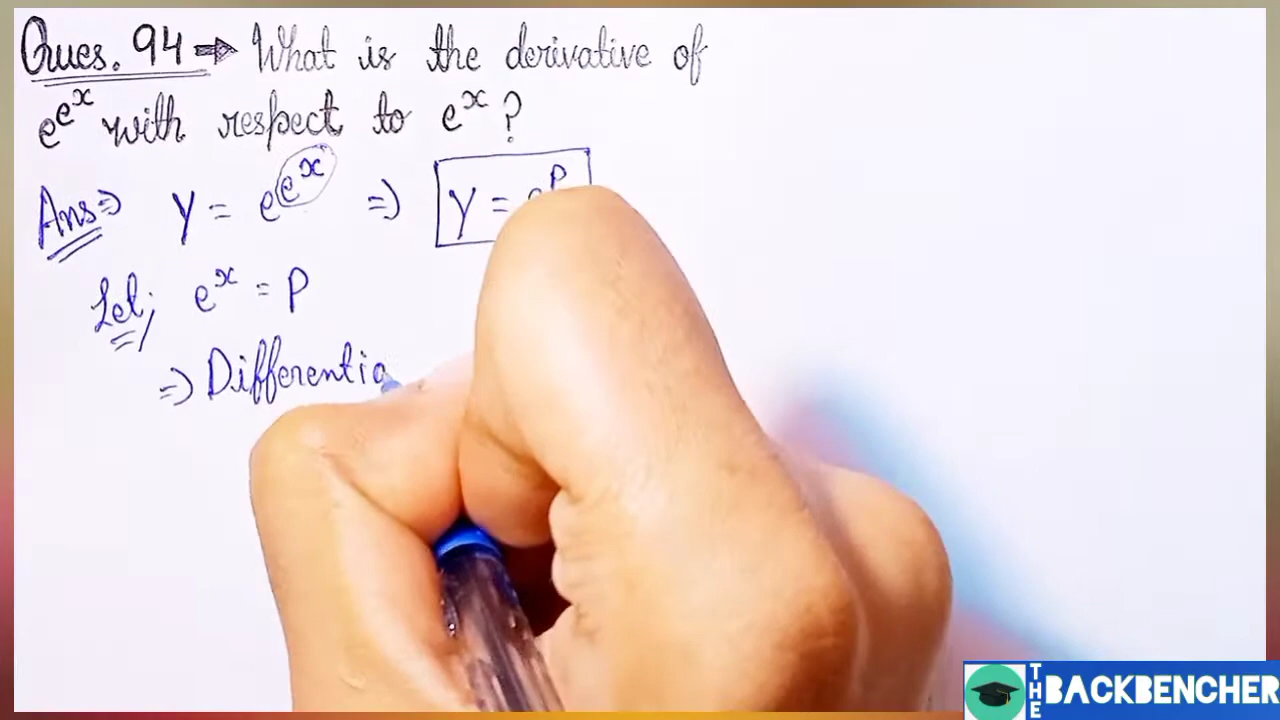 Ques. 94 ⇒ What is the derivative of
e^e^x with respect to e^x ?
Ans ⇒ y = e^e^x ⇒ y = e^p
Let; e^x = p
⇒ Differentia
THE BACKBENCHER